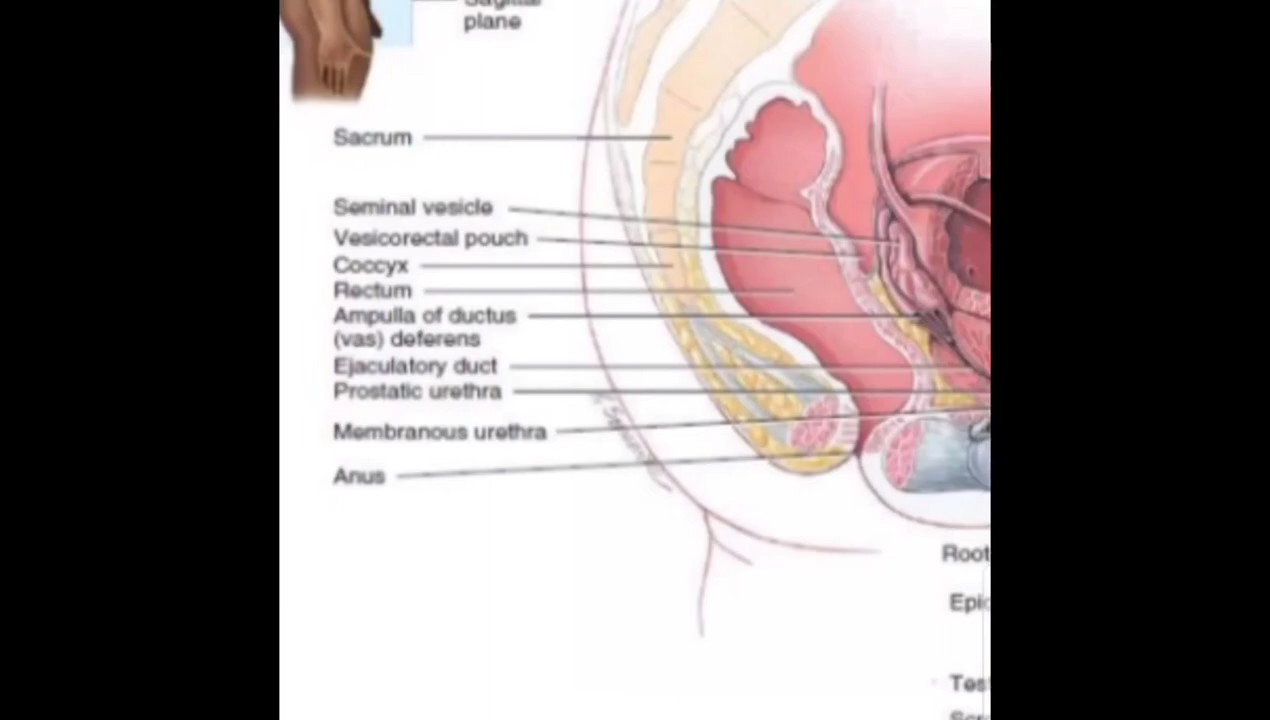 Sagittal
plane
Sacrum
Seminal vesicle
Vesicorectal pouch
Coccyx
Rectum
Ampulla of ductus
(vas) deferens
Ejaculatory duct
Prostatic urethra
Membranous urethra
Anus
Root